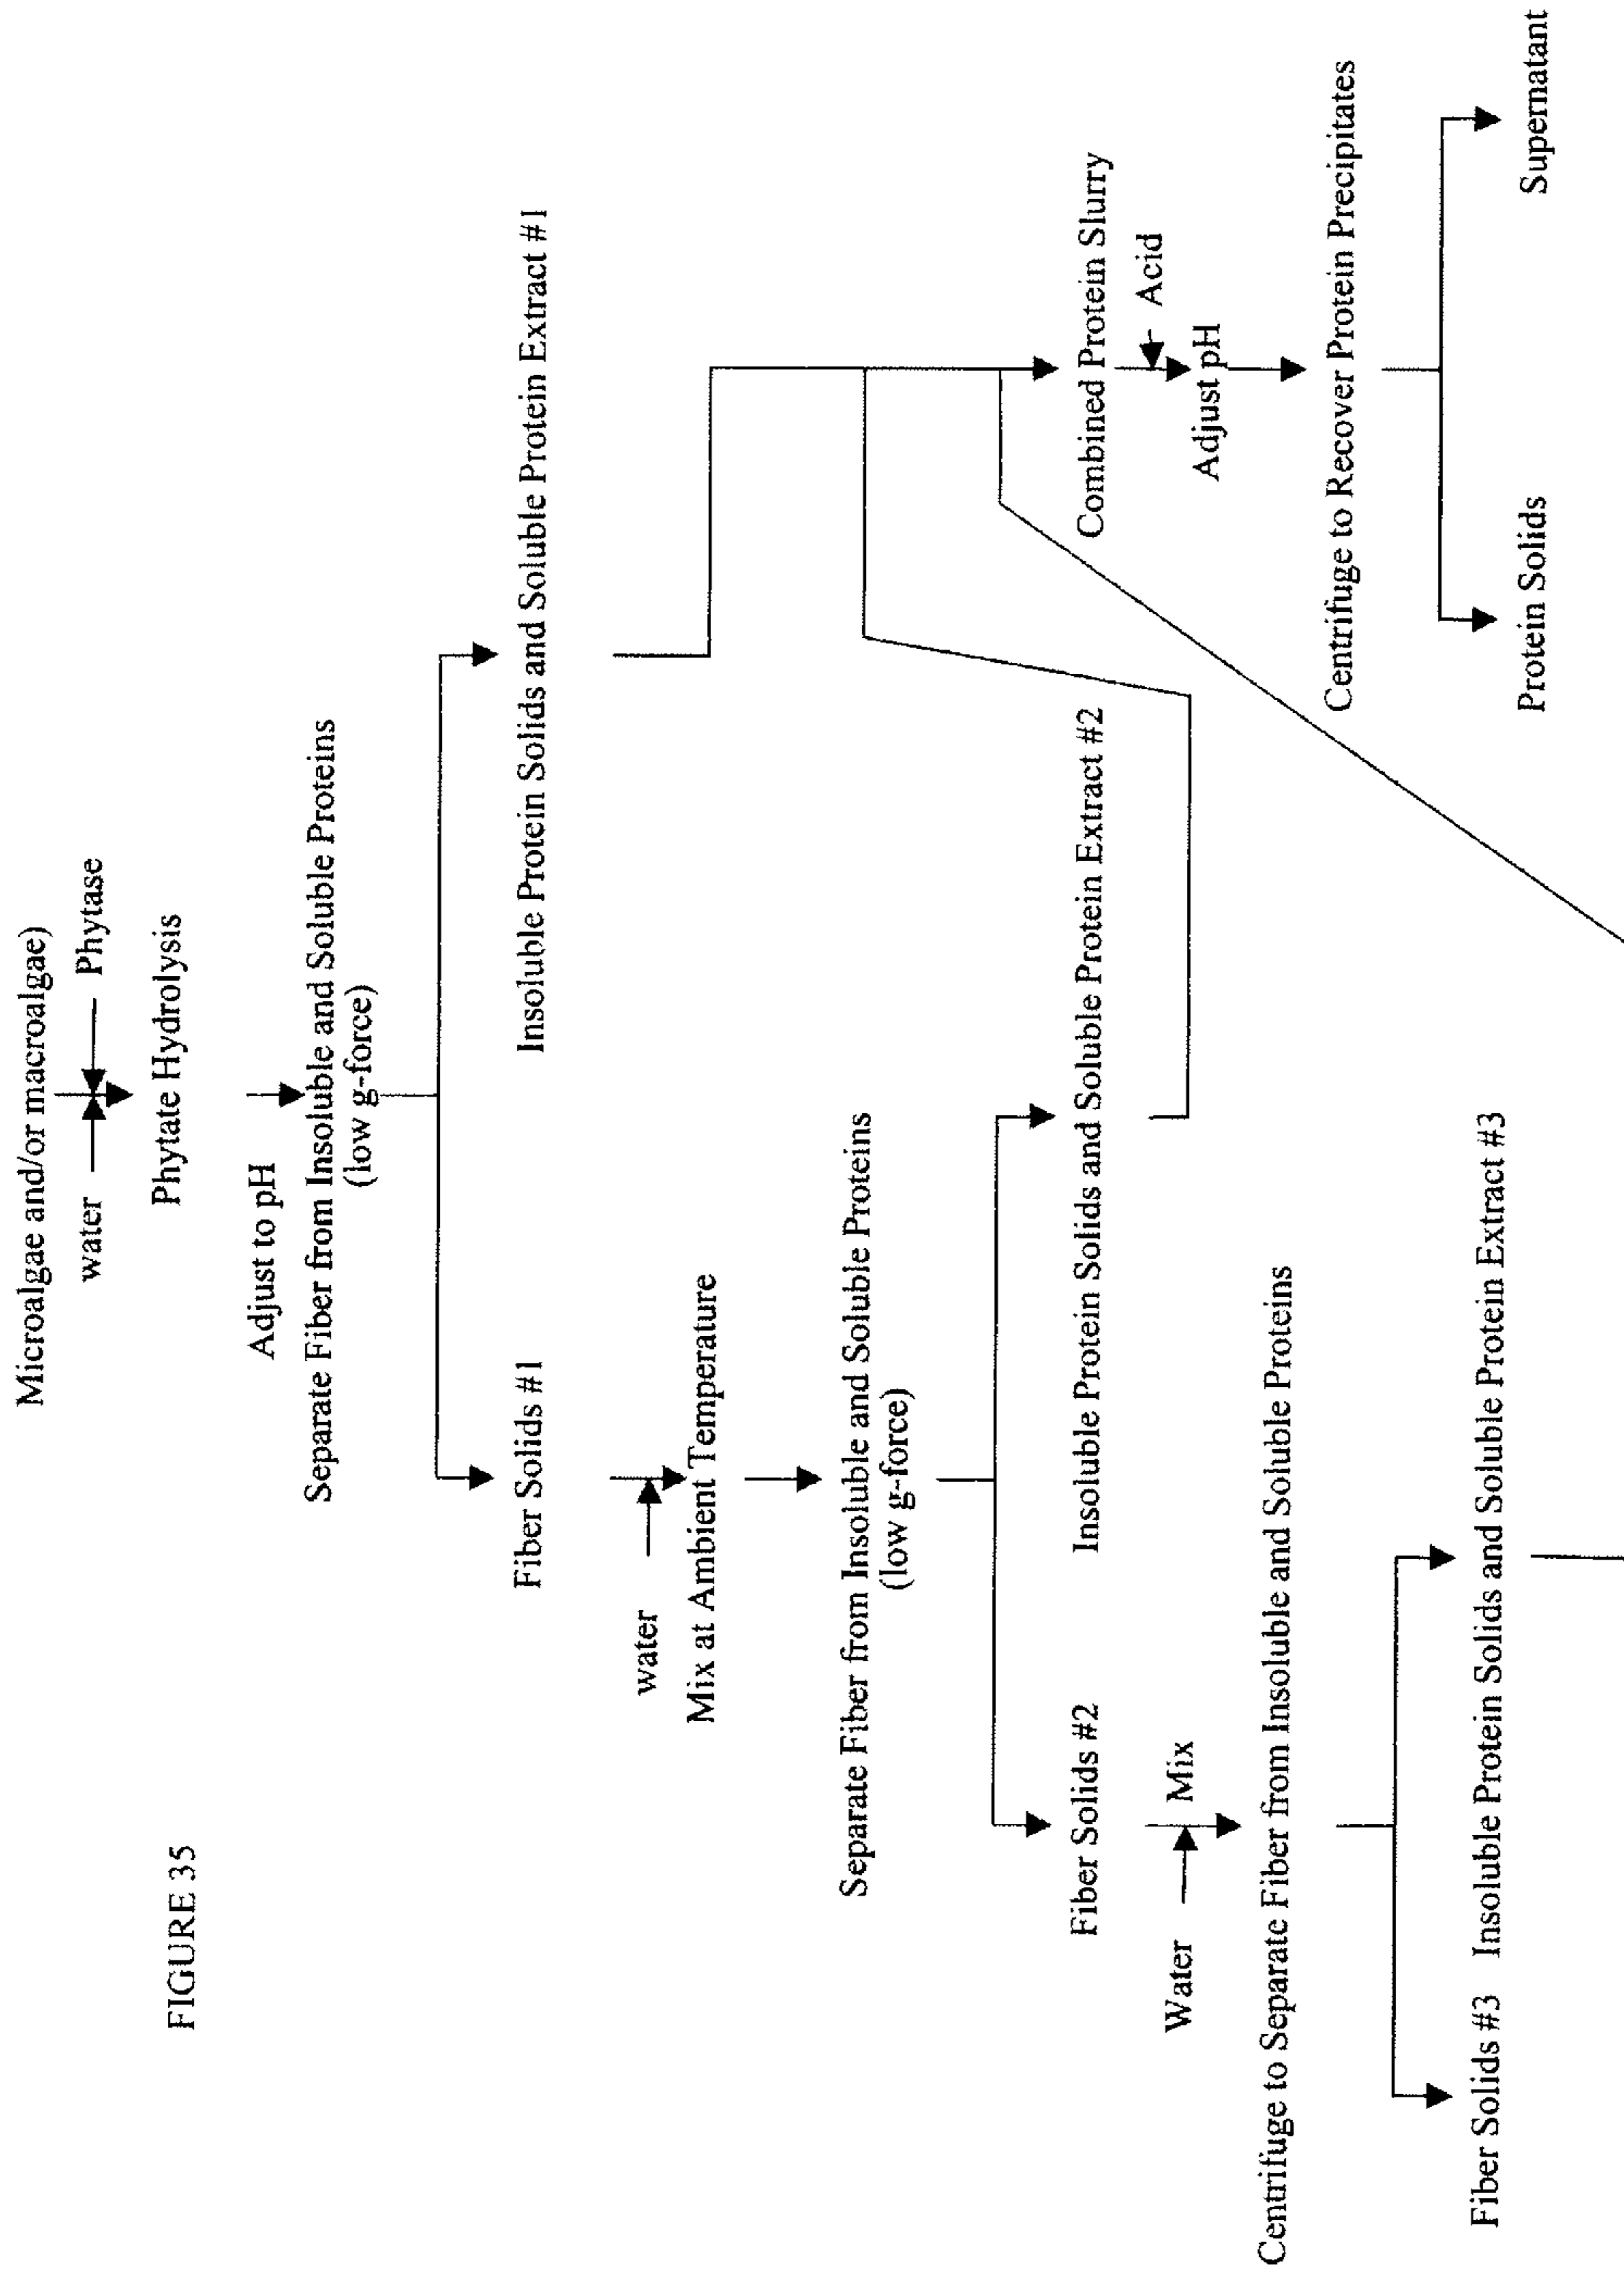 FIGURE 35
Microalgae and/or macroalgae)
water
Phytase
Phytate Hydrolysis
Adjust to pH
Separate Fiber from Insoluble and Soluble Proteins
(low g-force)
Fiber Solids #1
Insoluble Protein Solids and Soluble Protein Extract #1
water
Mix at Ambient Temperature
Separate Fiber from Insoluble and Soluble Proteins
(low g-force)
Fiber Solids #2
Insoluble Protein Solids and Soluble Protein Extract #2
Water
Mix
Centrifuge to Separate Fiber from Insoluble and Soluble Proteins
Fiber Solids #3
Insoluble Protein Solids and Soluble Protein Extract #3
Combined Protein Slurry
Acid
Adjust pH
Centrifuge to Recover Protein Precipitates
Protein Solids
Supernatant